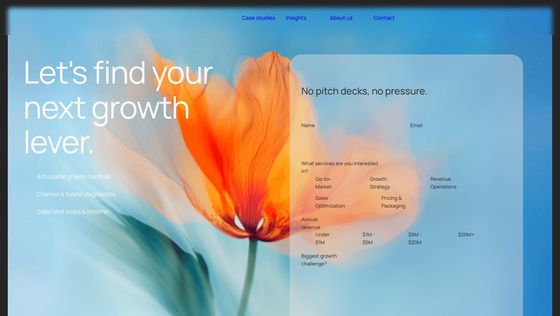 Case studies Insights About us Contact
Let's find your
next growth
lever.
Actionable growth roadmap
Channel & funnel diagnostics
Clear next steps & timeline
No pitch decks, no pressure.
Name Email
What services are you interested
in?
Go-to-
Market
Growth
Strategy
Revenue
Operations
Sales
Optimization
Pricing &
Packaging
Annual
revenue
Under
$1M
$1M -
$5M
$5M -
$20M
$20M+
Biggest growth
challenge?